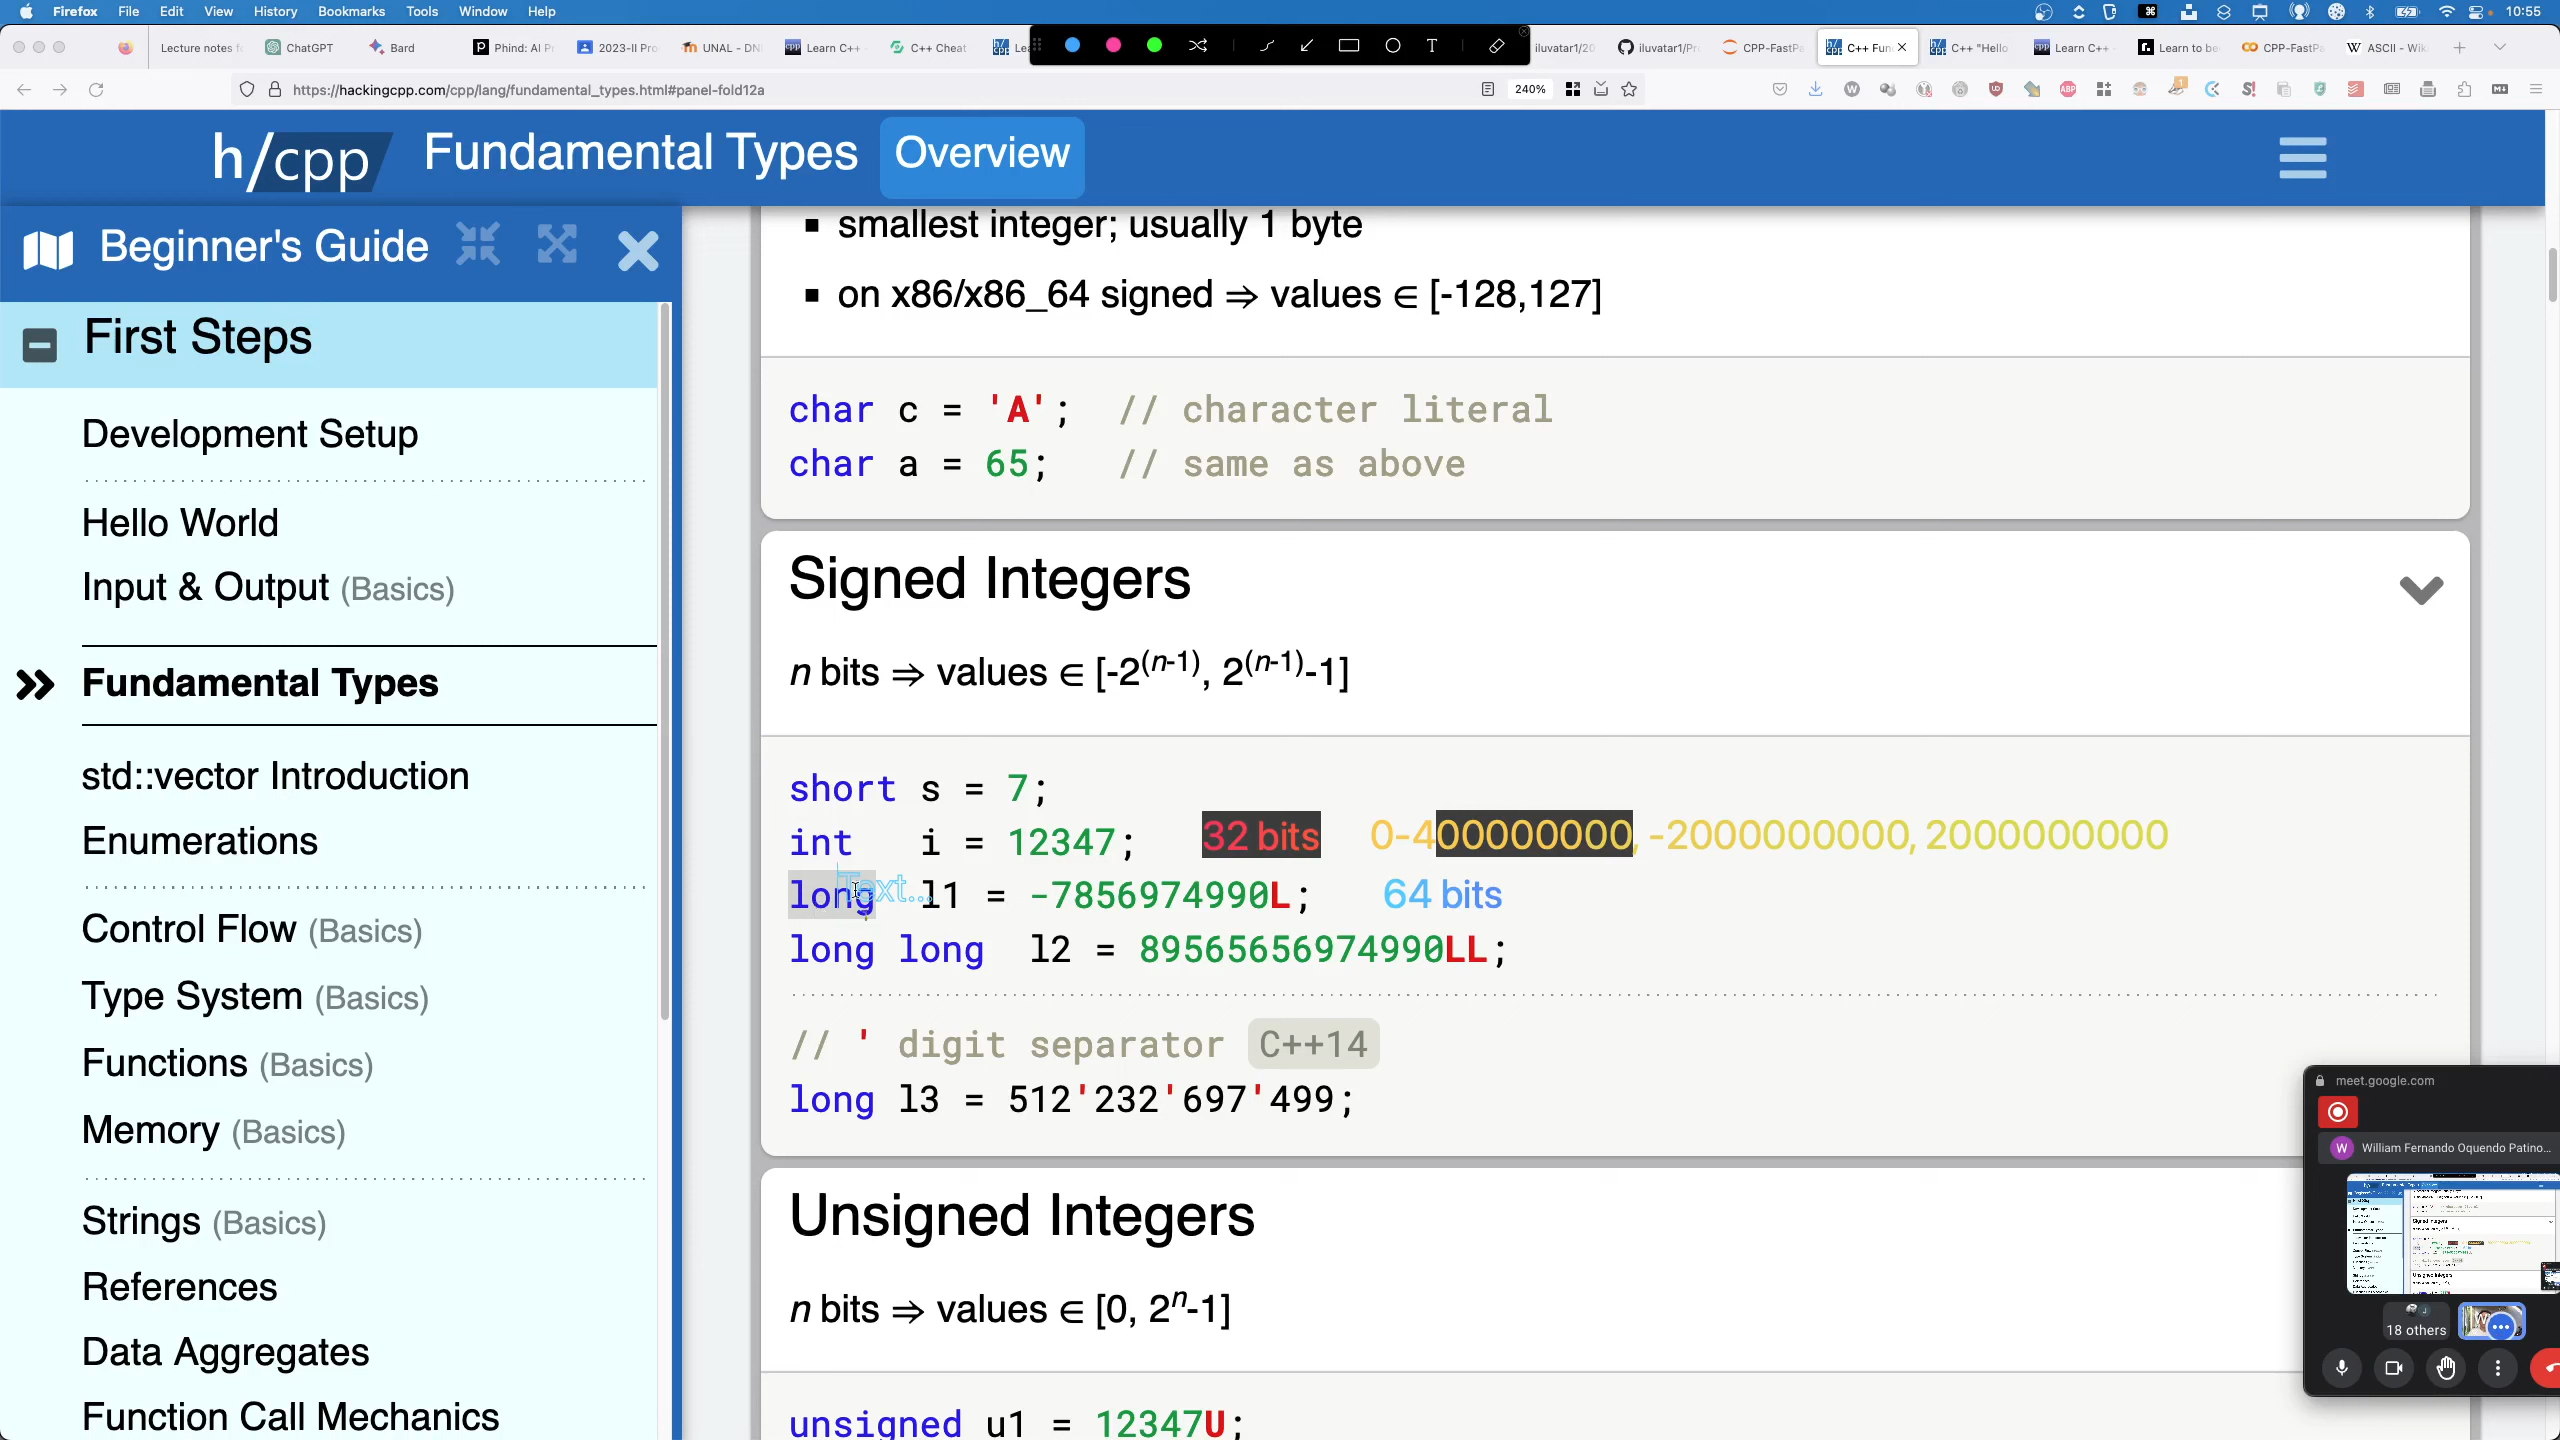 Firefox File Edit View History Bookmarks Tools Window Help 10:55
Lecture notes ChatGPT Bard Phind: AI 2023-II Pro UNAL - DN Learn C++ C++ Cheat iluvatar1/20 iluvatar1/Pr CPP-FastPa C++ Fun C++ "Hello Learn C++ Learn to be CPP-FastPa ASCII - Wik
https://hackingcpp.com/cpp/lang/fundamental_types.html#panel-fold12a 240%
h/cpp Fundamental Types Overview
Beginner's Guide
First Steps
Development Setup
Hello World
Input & Output (Basics)
Fundamental Types
std::vector Introduction
Enumerations
Control Flow (Basics)
Type System (Basics)
Functions (Basics)
Memory (Basics)
Strings (Basics)
References
Data Aggregates
Function Call Mechanics
smallest integer; usually 1 byte
on x86/x86_64 signed ⇒ values ∈ [-128,127]
char c = 'A'; // character literal
char a = 65; // same as above
Signed Integers
n bits ⇒ values ∈ [-2^(n-1), 2^(n-1)-1]
short s = 7;
int i = 12347; 32 bits 0-400000000, -2000000000, 2000000000
long l1 = -7856974990L; 64 bits
Text...
long long l2 = 89565656974990LL;
// ' digit separator C++14
long l3 = 512'232'697'499;
Unsigned Integers
n bits ⇒ values ∈ [0, 2^n-1]
unsigned u1 = 12347U;
meet.google.com
William Fernando Oquendo Patino...
18 others